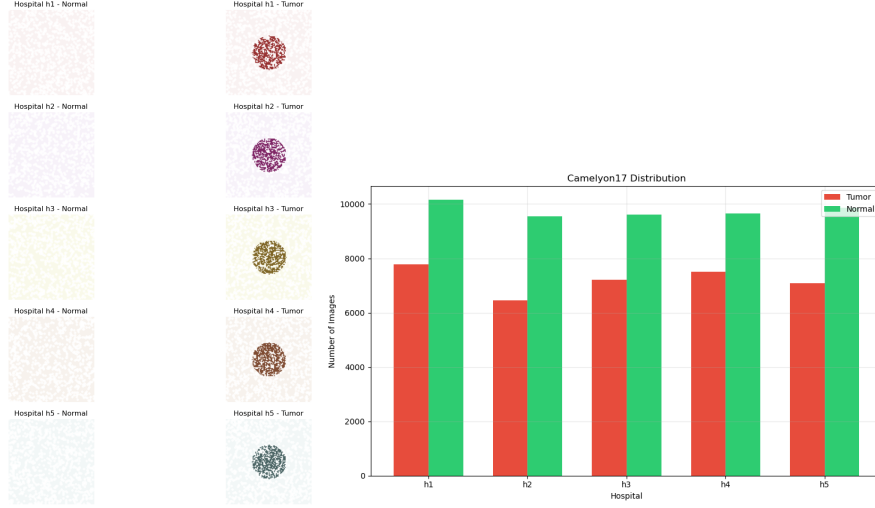 Hospital h1 - Normal
Hospital h1 - Tumor
Hospital h2 - Normal
Hospital h2 - Tumor
Hospital h3 - Normal
Hospital h3 - Tumor
Hospital h4 - Normal
Hospital h4 - Tumor
Hospital h5 - Normal
Hospital h5 - Tumor
Camelyon17 Distribution
Tumor
Normal
Number of Images
10000
8000
6000
4000
2000
0
h1 h2 h3 h4 h5
Hospital